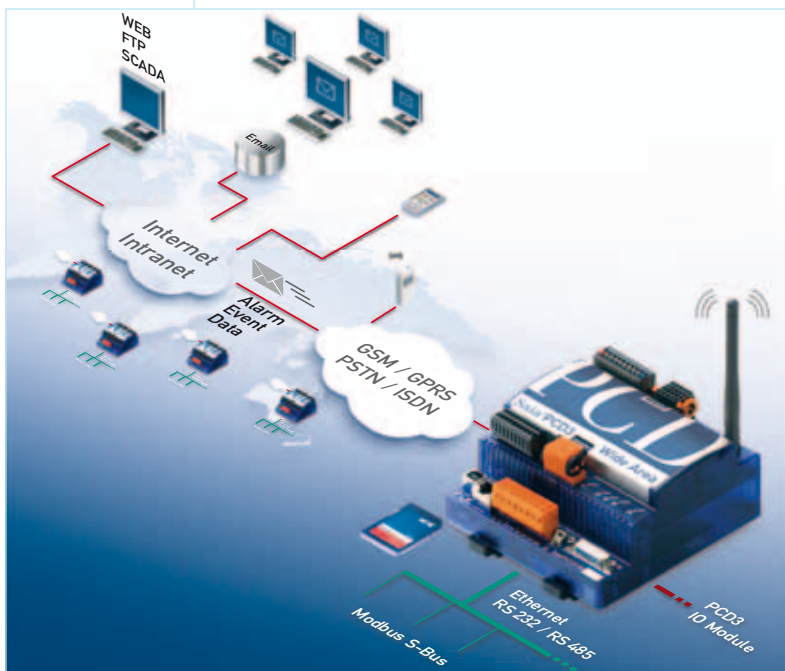 WEB
FTP
SCADA
Email
Internet
Intranet
Alarm
Event
Data
GSM / GPRS
PSTN / ISDN
PCD
Saia PCD3 Wide Area
Ethernet
RS 232 / RS 485
Modbus S-Bus
PCD3
IO Module